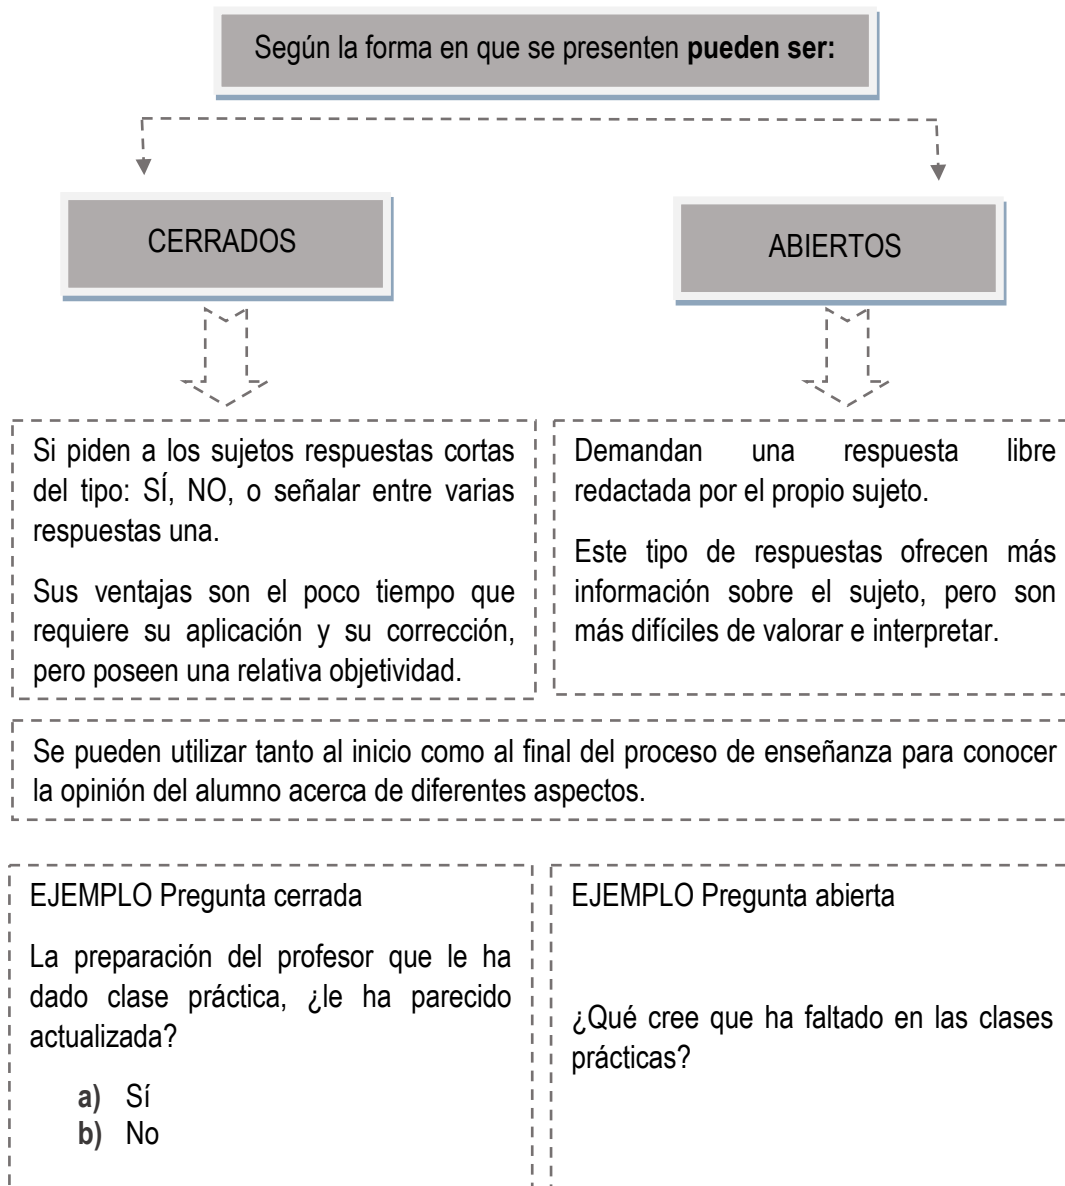 Según la forma en que se presenten pueden ser:
CERRADOS
ABIERTOS
Si piden a los sujetos respuestas cortas
del tipo: SÍ, NO, o señalar entre varias
respuestas una.
Sus ventajas son el poco tiempo que
requiere su aplicación y su corrección,
pero poseen una relativa objetividad.
Demandan una respuesta libre
redactada por el propio sujeto.
Este tipo de respuestas ofrecen más
información sobre el sujeto, pero son
más difíciles de valorar e interpretar.
Se pueden utilizar tanto al inicio como al final del proceso de enseñanza para conocer
la opinión del alumno acerca de diferentes aspectos.
EJEMPLO Pregunta cerrada
La preparación del profesor que le ha
dado clase práctica, ¿le ha parecido
actualizada?
a) Sí
b) No
EJEMPLO Pregunta abierta
¿Qué cree que ha faltado en las clases
prácticas?